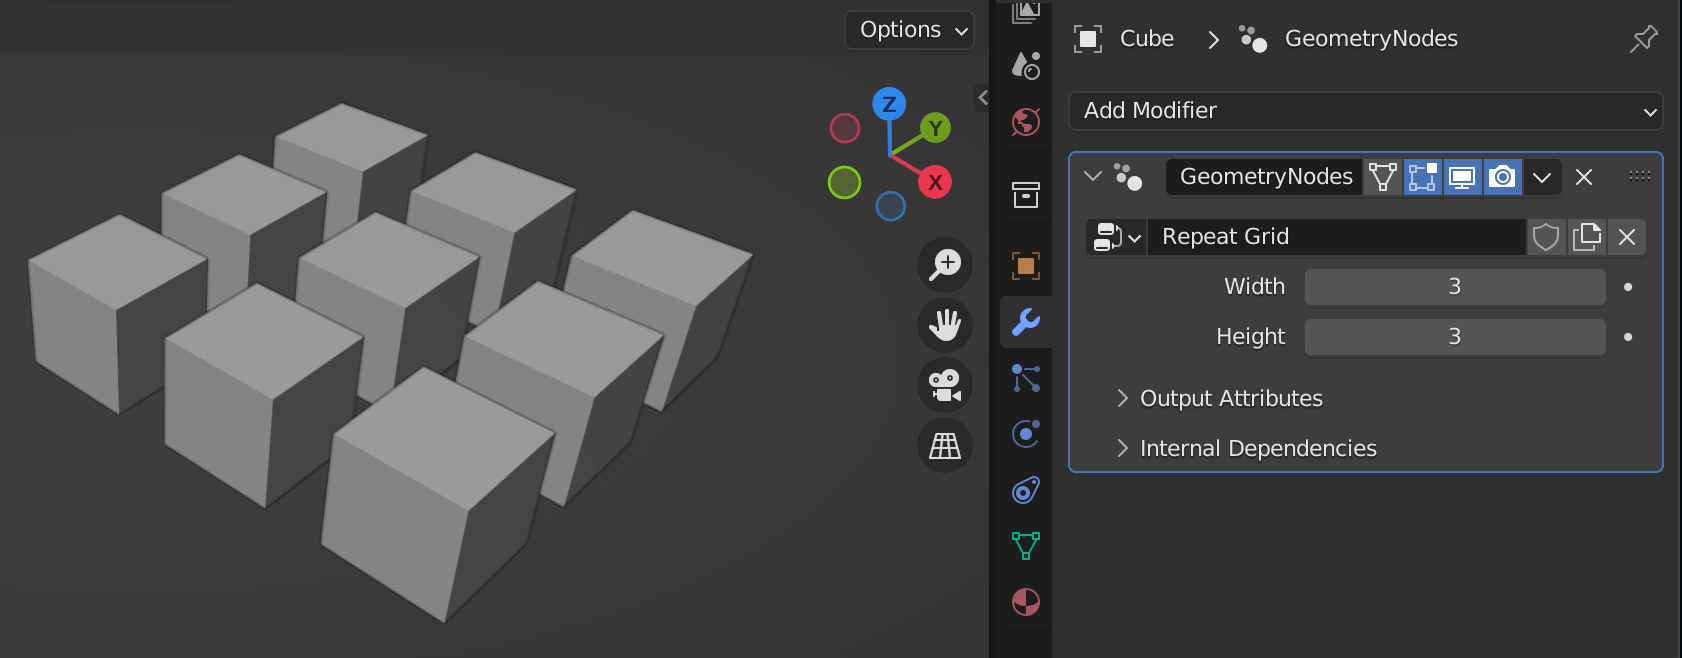 Options
Z
Y
X
Cube
GeometryNodes
Add Modifier
GeometryNodes
Repeat Grid
Width 3
Height 3
Output Attributes
Internal Dependencies